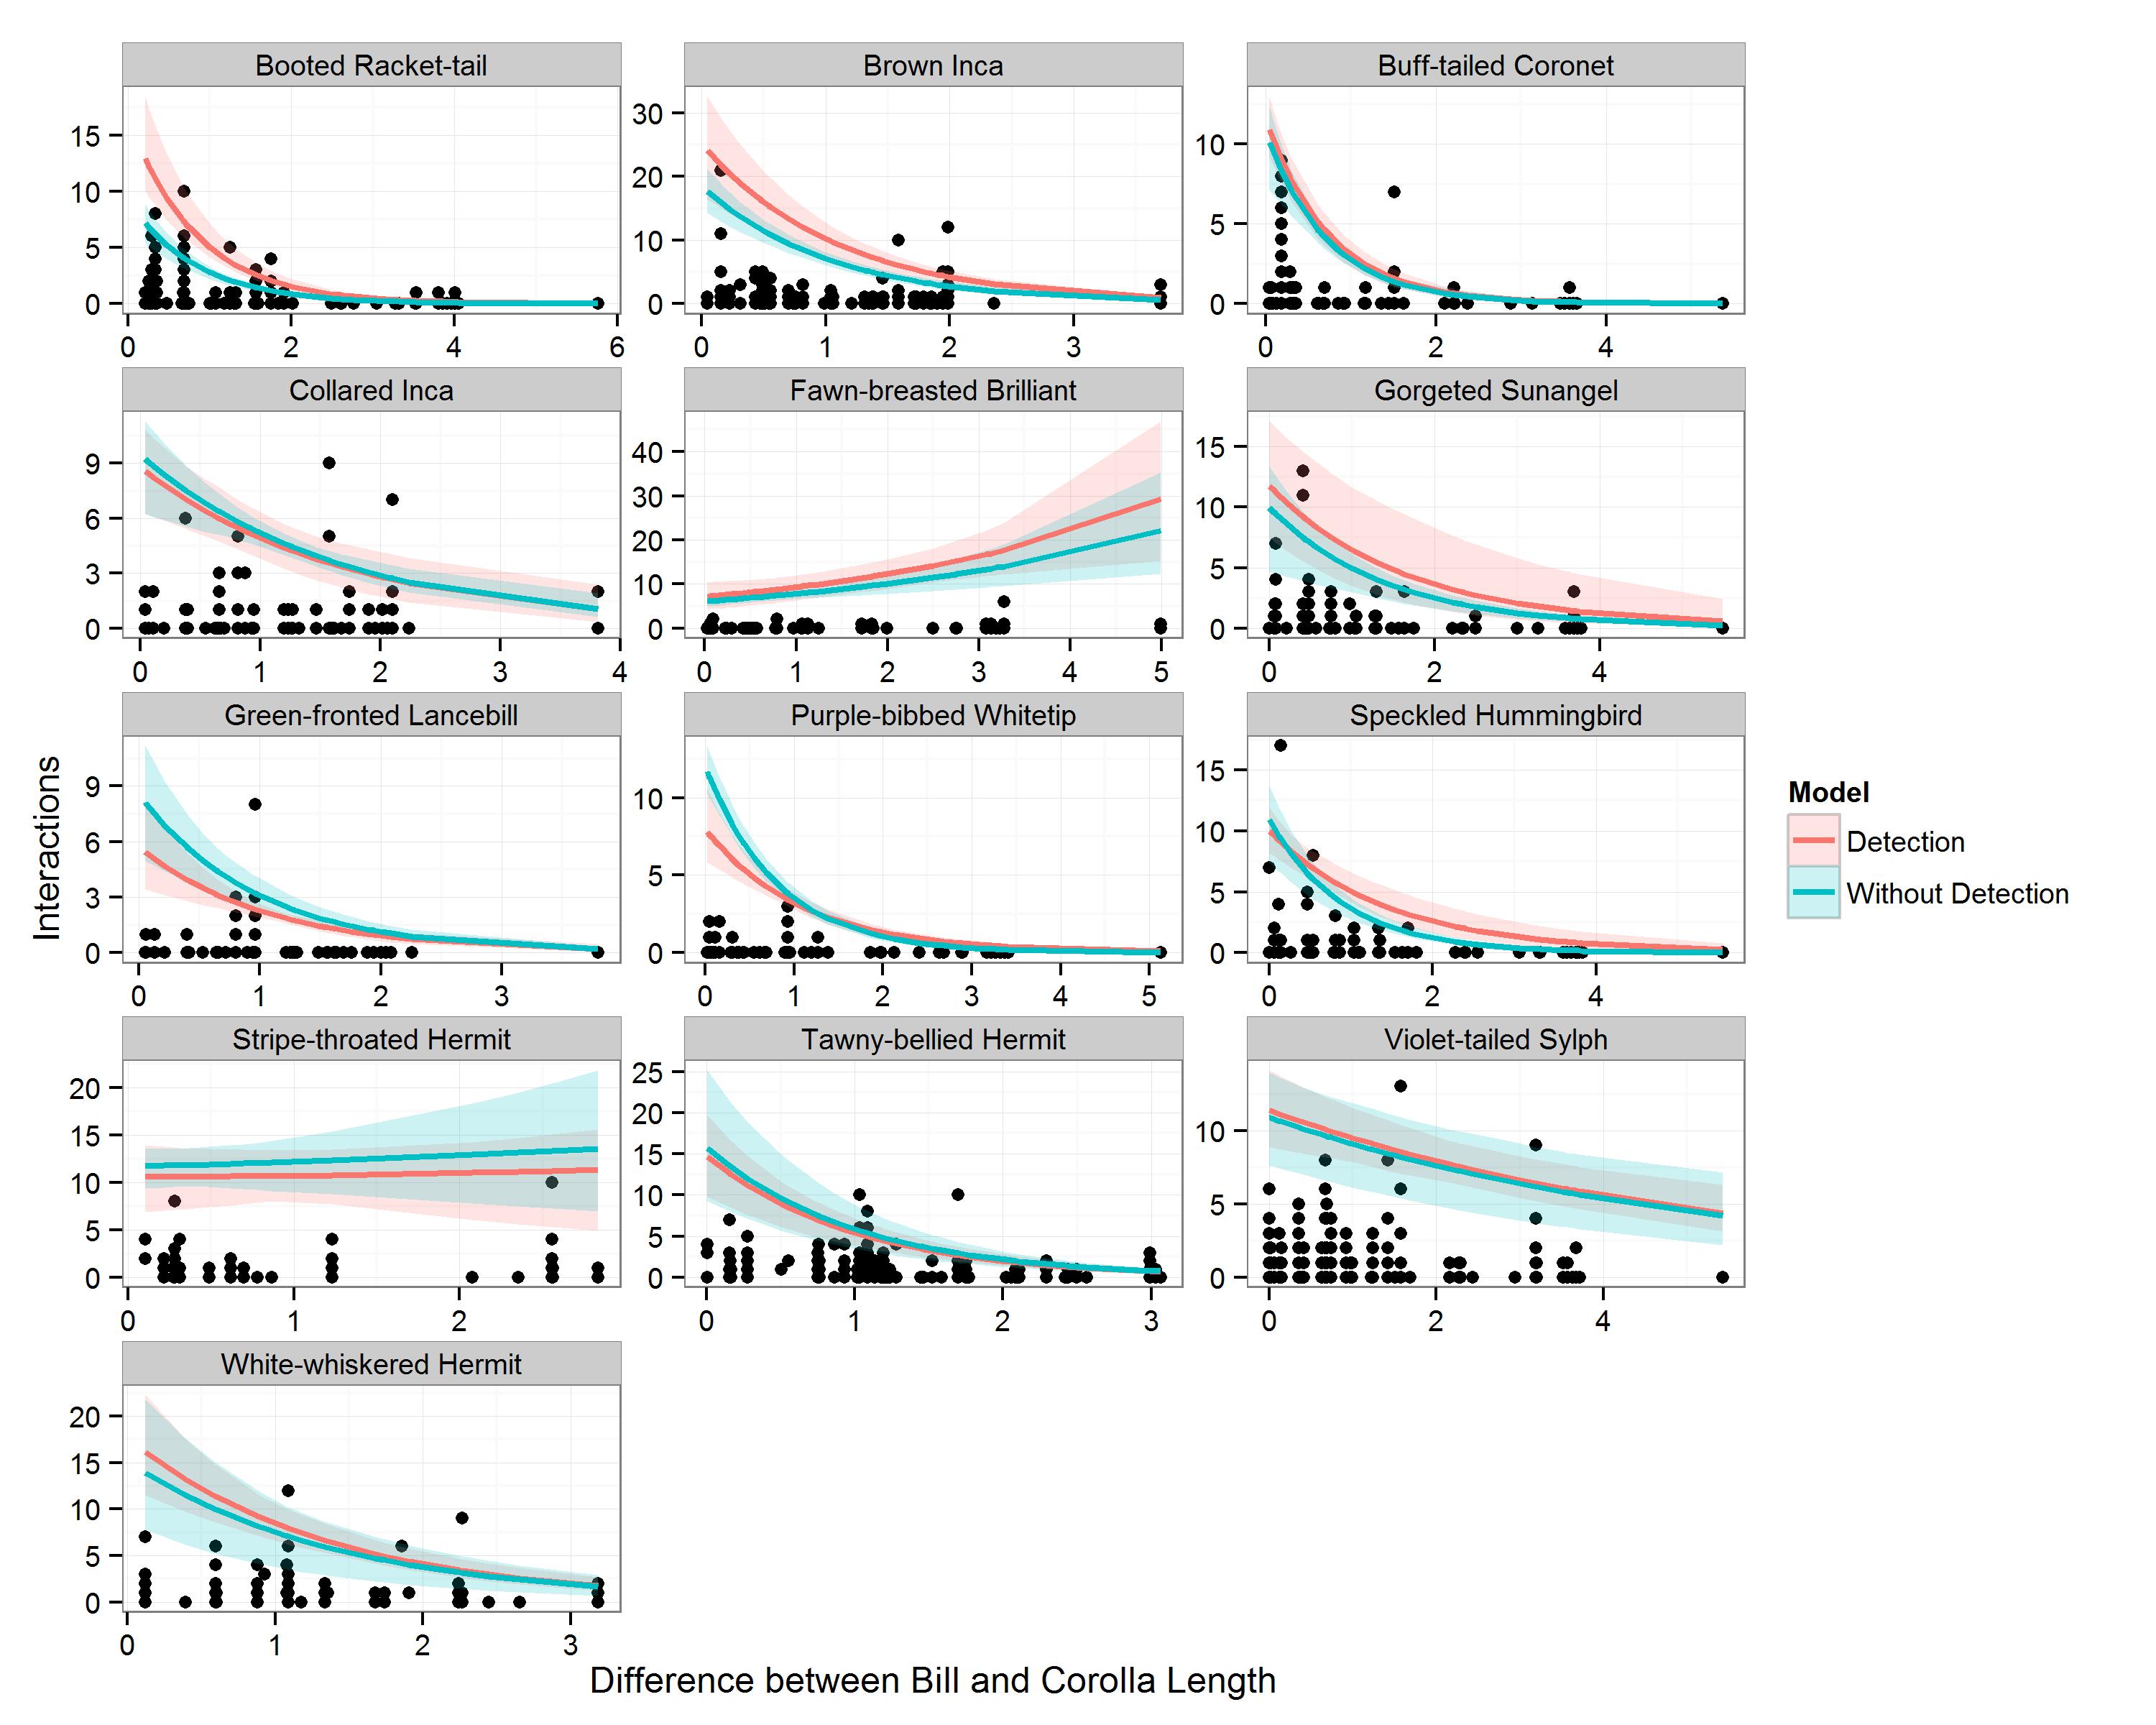 Booted Racket-tail
Brown Inca
Buff-tailed Coronet
15
10
5
0
0 2 4 6
30
20
10
0
0 1 2 3
10
5
0
0 2 4
Collared Inca
Fawn-breasted Brilliant
Gorgeted Sunangel
9
6
3
0
0 1 2 3 4
40
30
20
10
0
0 1 2 3 4 5
15
10
5
0
0 2 4
Green-fronted Lancebill
Purple-bibbed Whitetip
Speckled Hummingbird
9
6
3
0
0 1 2 3
10
5
0
0 1 2 3 4 5
15
10
5
0
0 2 4
Stripe-throated Hermit
Tawny-bellied Hermit
Violet-tailed Sylph
20
15
10
5
0
0 1 2
25
20
15
10
5
0
0 1 2 3
10
5
0
0 2 4
White-whiskered Hermit
20
15
10
5
0
0 1 2 3
Interactions
Difference between Bill and Corolla Length
Model
Detection
Without Detection